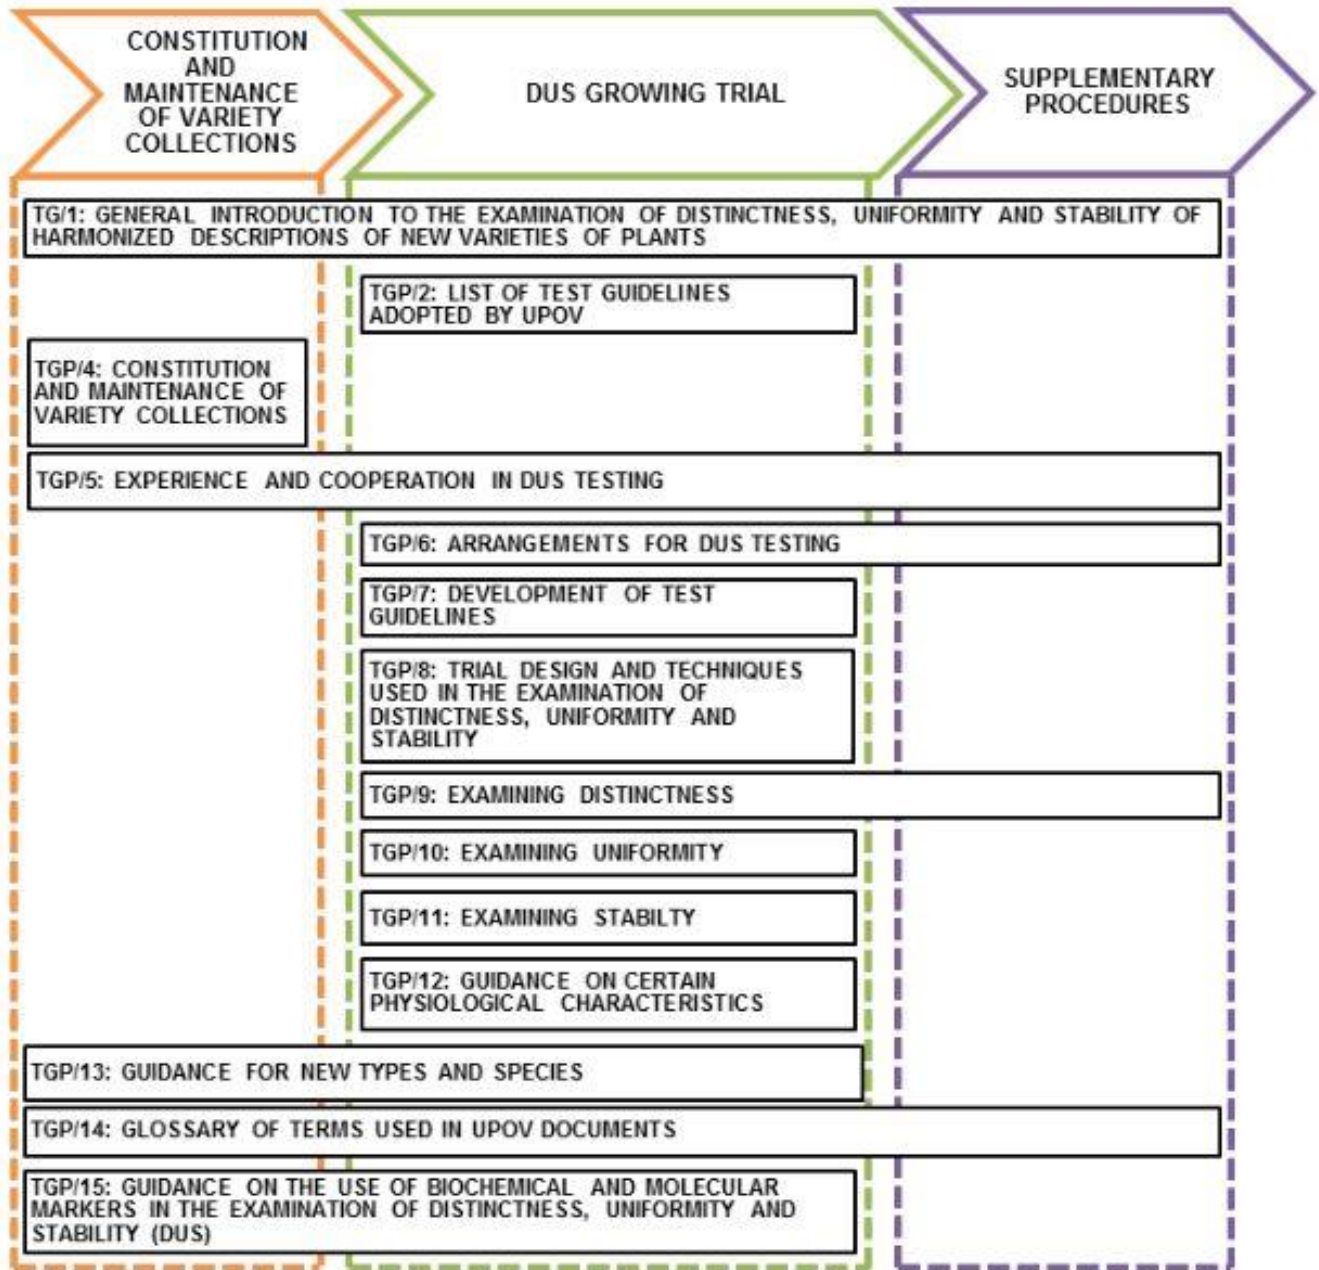 CONSTITUTION
AND
MAINTENANCE
OF VARIETY
COLLECTIONS
DUS GROWING TRIAL
SUPPLEMENTARY
PROCEDURES
TG/1: GENERAL INTRODUCTION TO THE EXAMINATION OF DISTINCTNESS, UNIFORMITY AND STABILITY OF
HARMONIZED DESCRIPTIONS OF NEW VARIETIES OF PLANTS
TGP/2: LIST OF TEST GUIDELINES
ADOPTED BY UPOV
TGP/4: CONSTITUTION
AND MAINTENANCE OF
VARIETY COLLECTIONS
TGP/5: EXPERIENCE AND COOPERATION IN DUS TESTING
TGP/6: ARRANGEMENTS FOR DUS TESTING
TGP/7: DEVELOPMENT OF TEST
GUIDELINES
TGP/8: TRIAL DESIGN AND TECHNIQUES
USED IN THE EXAMINATION OF
DISTINCTNESS, UNIFORMITY AND
STABILITY
TGP/9: EXAMINING DISTINCTNESS
TGP/10: EXAMINING UNIFORMITY
TGP/11: EXAMINING STABILTY
TGP/12: GUIDANCE ON CERTAIN
PHYSIOLOGICAL CHARACTERISTICS
TGP/13: GUIDANCE FOR NEW TYPES AND SPECIES
TGP/14: GLOSSARY OF TERMS USED IN UPOV DOCUMENTS
TGP/15: GUIDANCE ON THE USE OF BIOCHEMICAL AND MOLECULAR
MARKERS IN THE EXAMINATION OF DISTINCTNESS, UNIFORMITY AND
STABILITY (DUS)